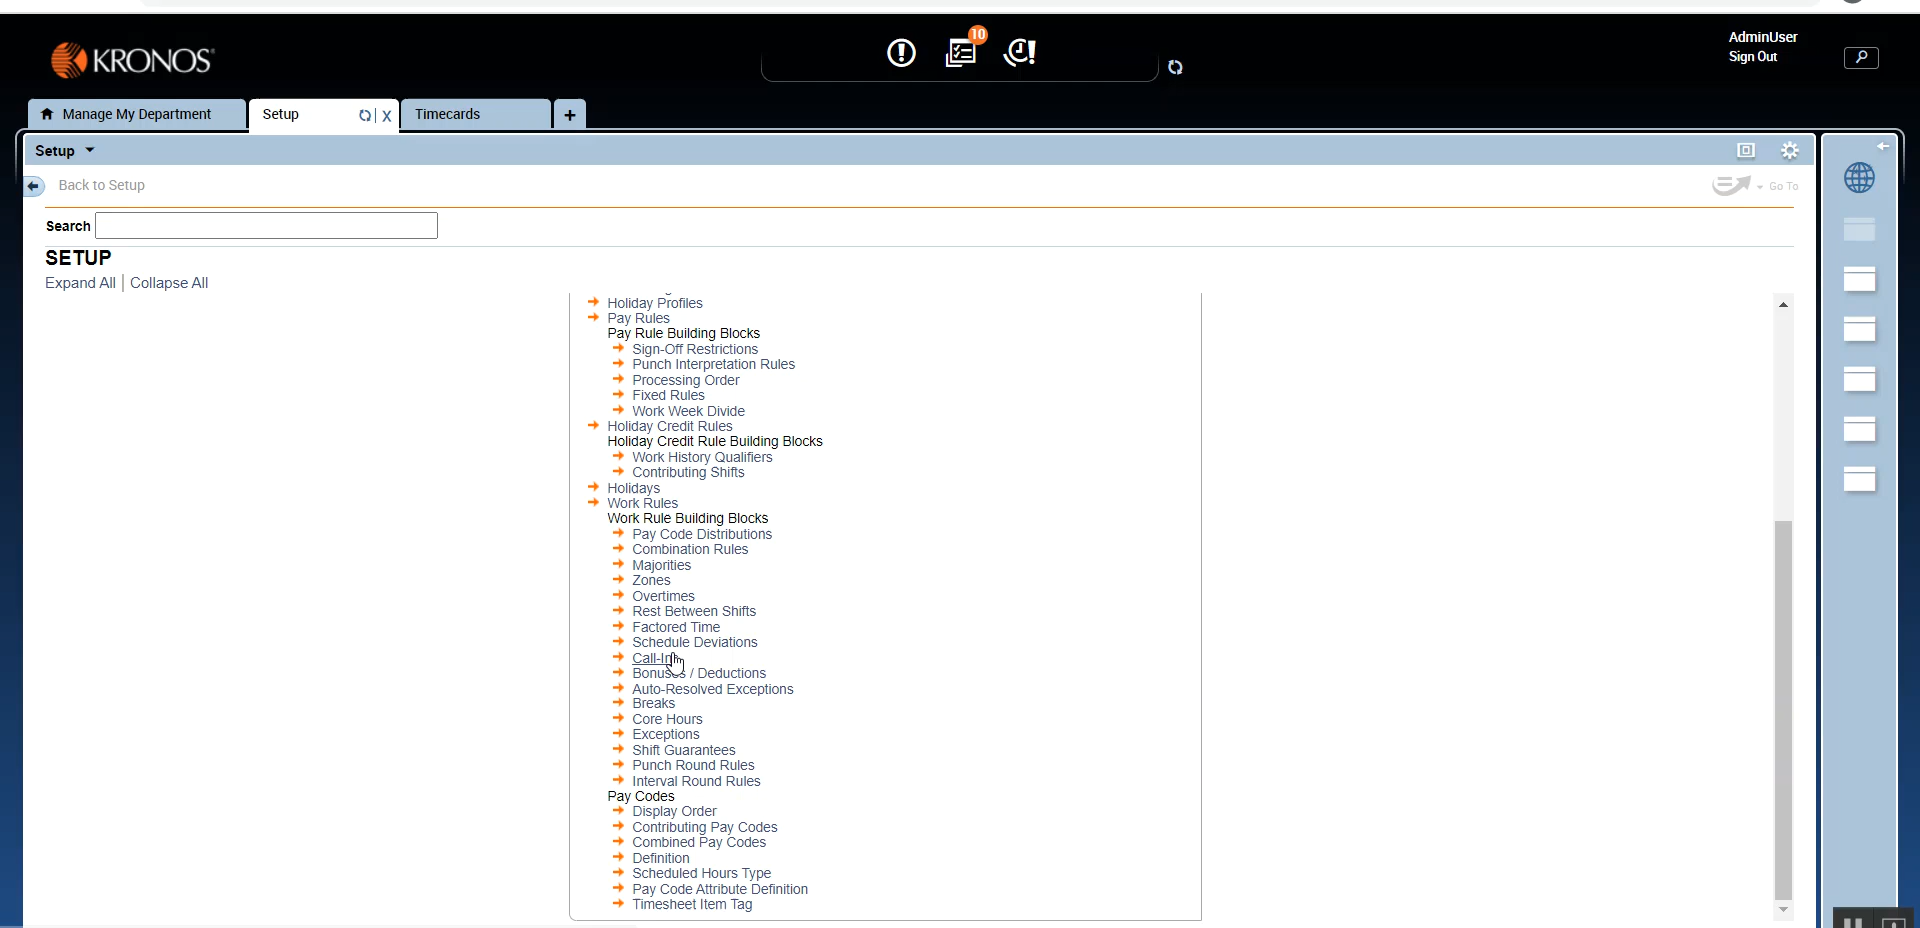 KRONOS
10
AdminUser
Sign Out
Manage My Department
Setup
X
Timecards
+
Setup
Back to Setup
Go To
Search
SETUP
Expand All | Collapse All
Holiday Profiles
Pay Rules
Pay Rule Building Blocks
Sign-Off Restrictions
Punch Interpretation Rules
Processing Order
Fixed Rules
Work Week Divide
Holiday Credit Rules
Holiday Credit Rule Building Blocks
Work History Qualifiers
Contributing Shifts
Holidays
Work Rules
Work Rule Building Blocks
Pay Code Distributions
Combination Rules
Majorities
Zones
Overtimes
Rest Between Shifts
Factored Time
Schedule Deviations
Bonuses / Deductions
Auto-Resolved Exceptions
Breaks
Core Hours
Exceptions
Shift Guarantees
Punch Round Rules
Interval Round Rules
Pay Codes
Display Order
Contributing Pay Codes
Combined Pay Codes
Definition
Scheduled Hours Type
Pay Code Attribute Definition
Timesheet Item Tag